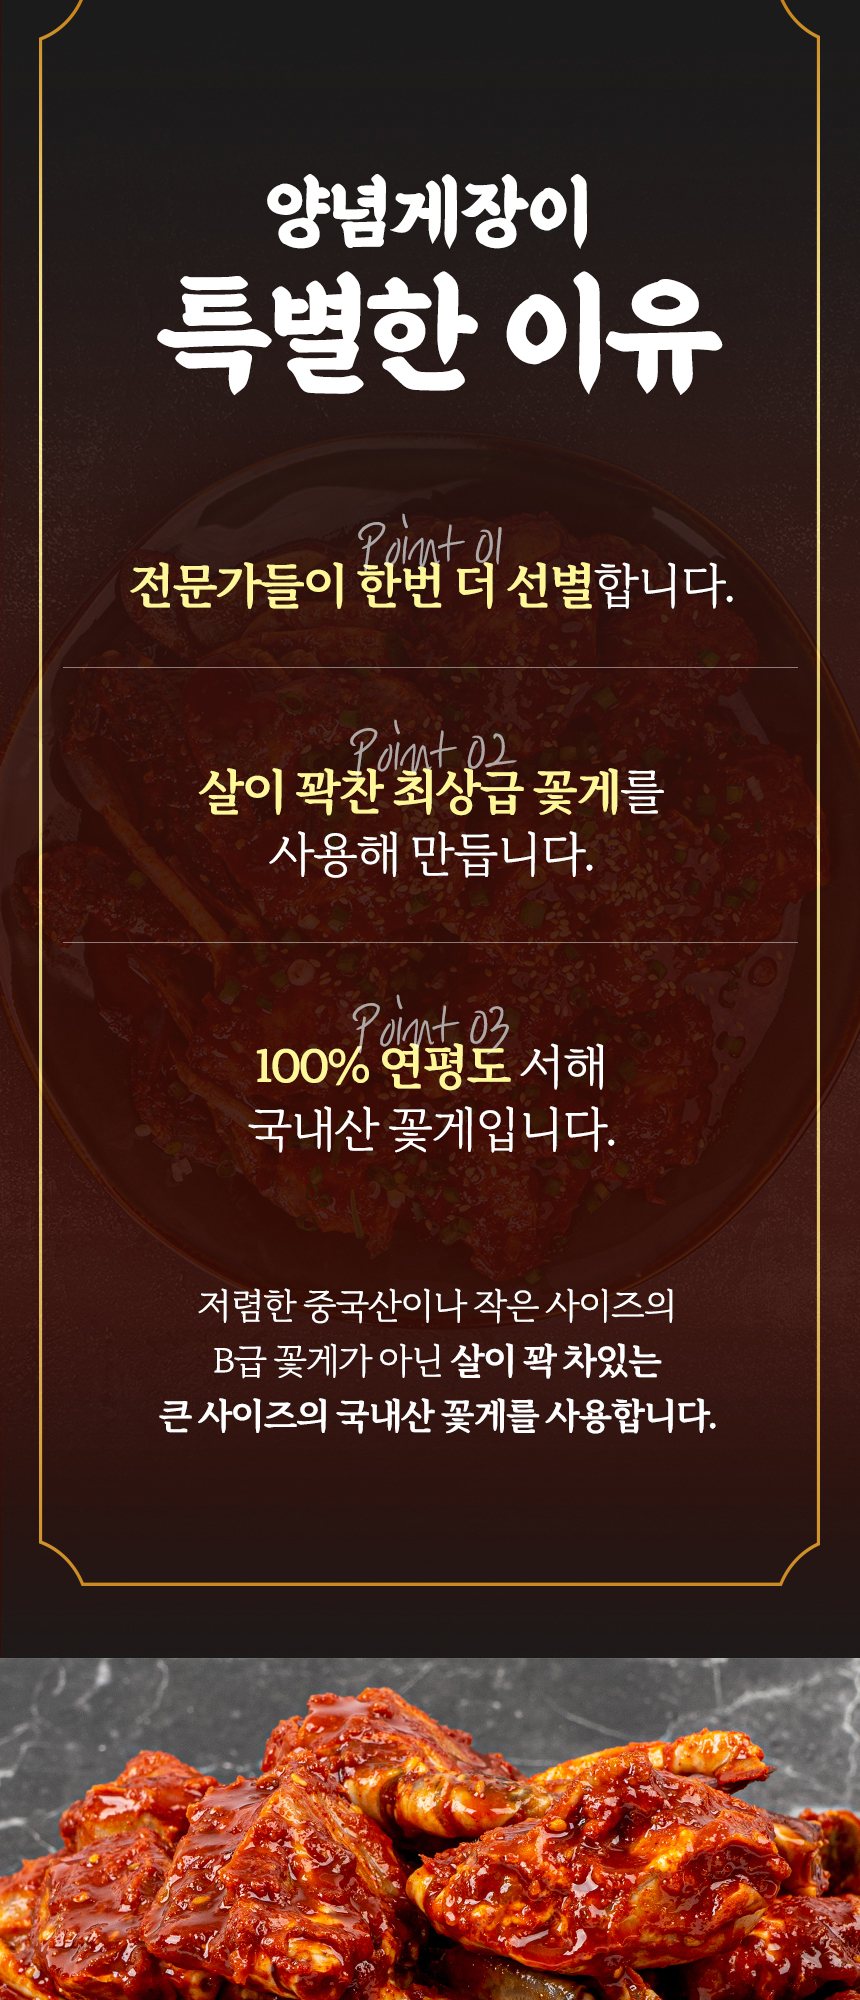 양념게장이
특별한 이유
Point 01
전문가들이 한번 더 선별합니다.
Point 02
살이 꽉찬 최상급 꽃게를
사용해 만듭니다.
Point 03
100% 연평도 서해
국내산 꽃게입니다.
저렴한 중국산이나 작은 사이즈의
B급 꽃게가 아닌 살이 꽉 차있는
큰 사이즈의 국내산 꽃게를 사용합니다.